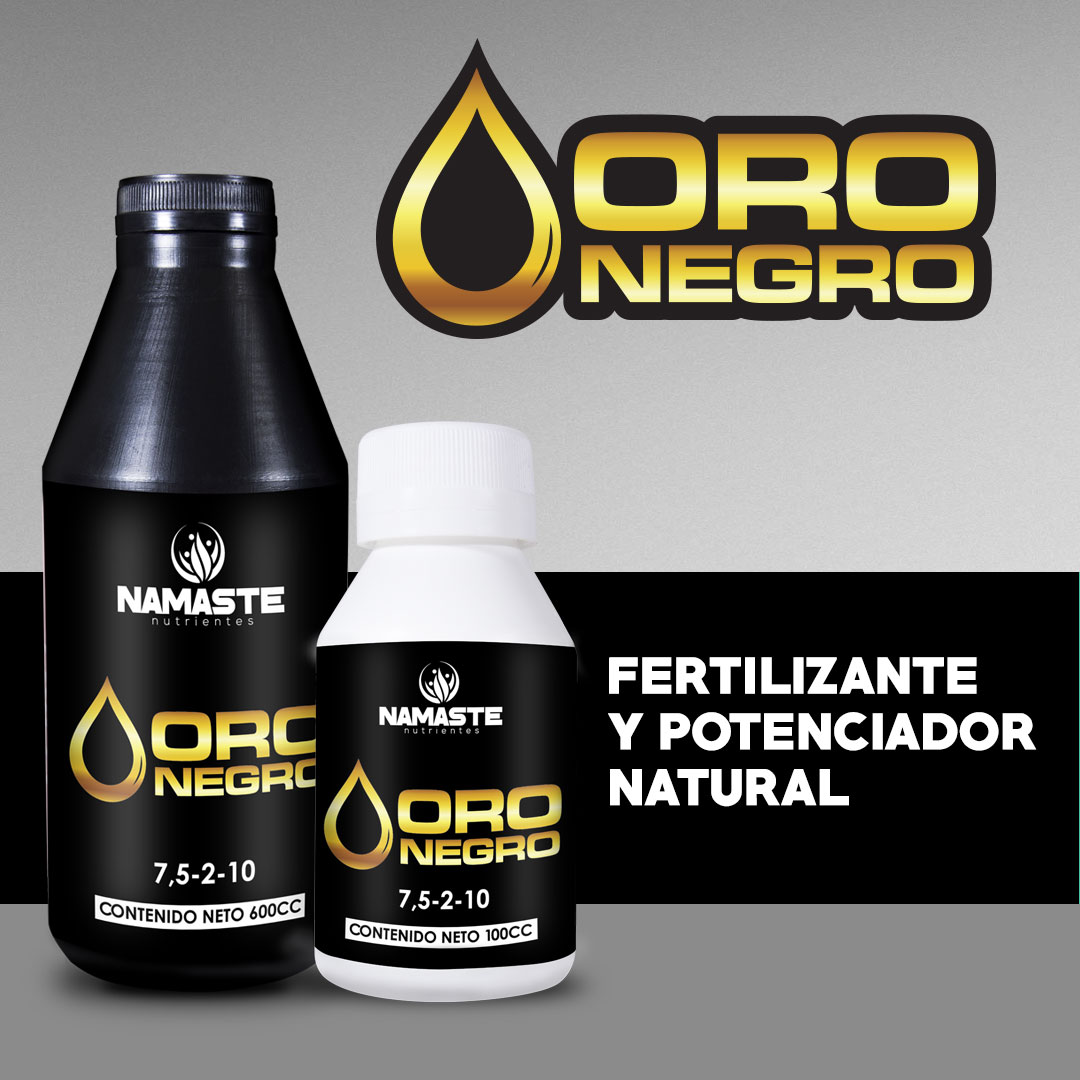 ORO
NEGRO
NAMASTE
nutrientes
ORO
NEGRO
7,5-2-10
CONTENIDO NETO 600CC
NAMASTE
nutrientes
ORO
NEGRO
7,5-2-10
CONTENIDO NETO 100CC
FERTILIZANTE
Y POTENCIADOR
NATURAL